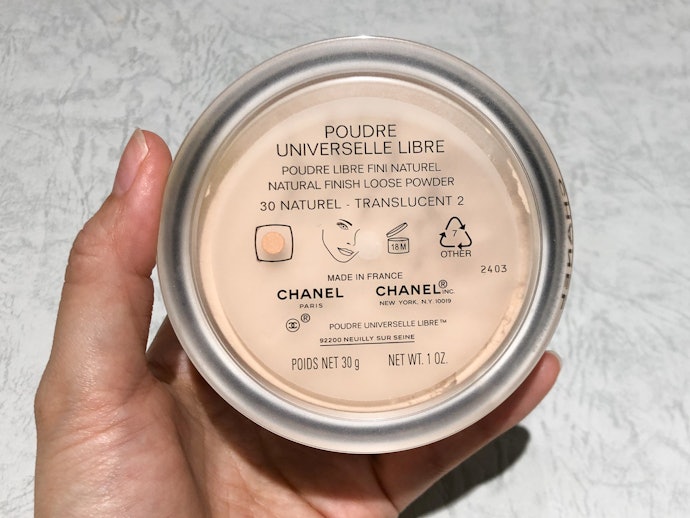 POUDRE
UNIVERSELLE LIBRE
POUDRE LIBRE FINI NATUREL
NATURAL FINISH LOOSE POWDER
30 NATUREL - TRANSLUCENT 2
18 M
7
OTHER
2403
MADE IN FRANCE
CHANEL
PARIS
CHANEL® INC.
NEW YORK, N.Y. 10019
®
POUDRE UNIVERSELLE LIBRE™
92200 NEUILLY SUR SEINE
POIDS NET 30 g NET WT. 1 OZ.